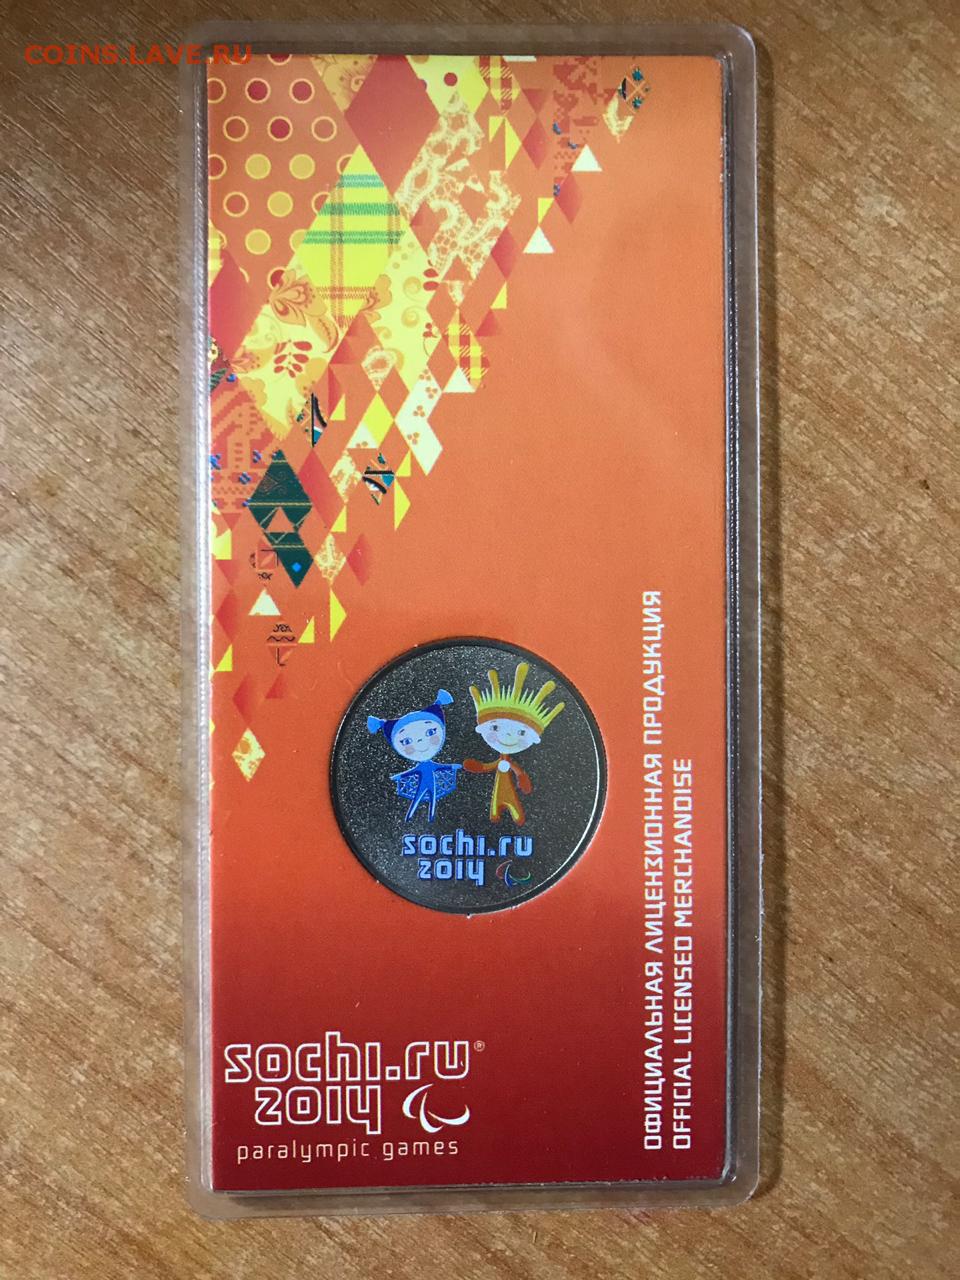 COINS.LAVE.RU
sochi.ru
2014
ОФИЦИАЛЬНАЯ ЛИЦЕНЗИОННАЯ ПРОДУКЦИЯ
OFFICIAL LICENSED MERCHANDISE
sochi.ru®
2014
paralympic games